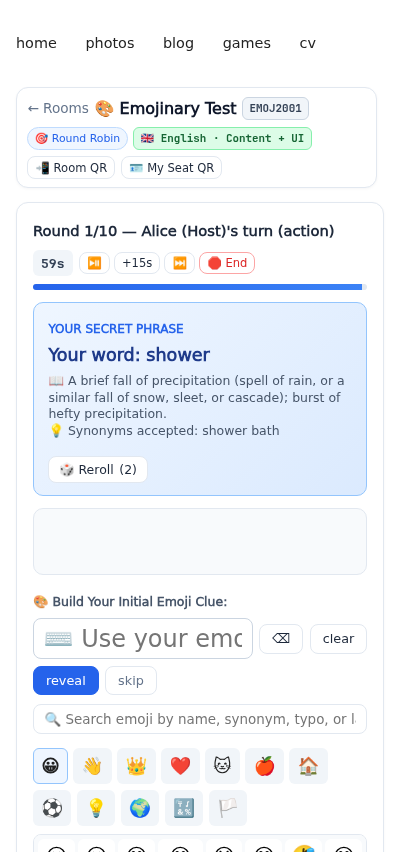 home photos blog games cv
← Rooms 🎨 Emojinary Test EMOJ2001
🎯 Round Robin 🇬🇧 English · Content + UI
📲 Room QR 🪪 My Seat QR
Round 1/10 — Alice (Host)'s turn (action)
59s ⏯️ +15s ⏭️ 🛑 End
YOUR SECRET PHRASE
Your word: shower
📖 A brief fall of precipitation (spell of rain, or a
similar fall of snow, sleet, or cascade); burst of
hefty precipitation.
💡 Synonyms accepted: shower bath
🎲 Reroll (2)
🎨 Build Your Initial Emoji Clue:
⌨️ Use your emo
⌫ clear
reveal skip
🔍 Search emoji by name, synonym, typo, or l